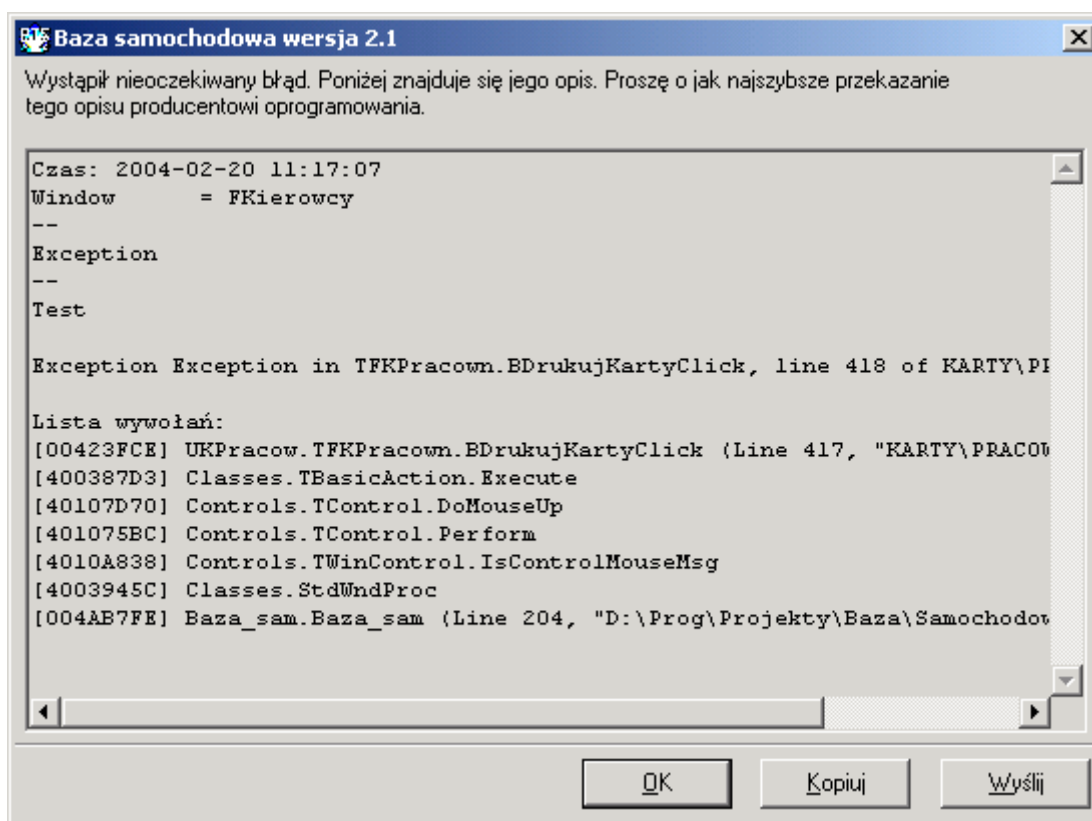 Baza samochodowa wersja 2.1
Wystąpił nieoczekiwany błąd. Poniżej znajduje się jego opis. Proszę o jak najszybsze przekazanie
tego opisu producentowi oprogramowania.
Czas: 2004-02-20 11:17:07
Window = FKierowcy
--
Exception
--
Test
Exception Exception in TFKPracown.BDrukujKartyClick, line 418 of KARTY\
Lista wywołań:
[00423FCE] UKPracow.TFKPracown.BDrukujKartyClick (Line 417, "KARTY\PRACOW
[400387D3] Classes.TBasicAction.Execute
[40107D70] Controls.TControl.DoMouseUp
[401075BC] Controls.TControl.Perform
[4010A838] Controls.TWinControl.IsControlMouseMsg
[4003945C] Classes.StdWndProc
[004AB7FE] Baza_sam.Baza_sam (Line 204, "D:\Prog\Projekty\Baza\Samochodow
OK
Kopiuj
Wyślij